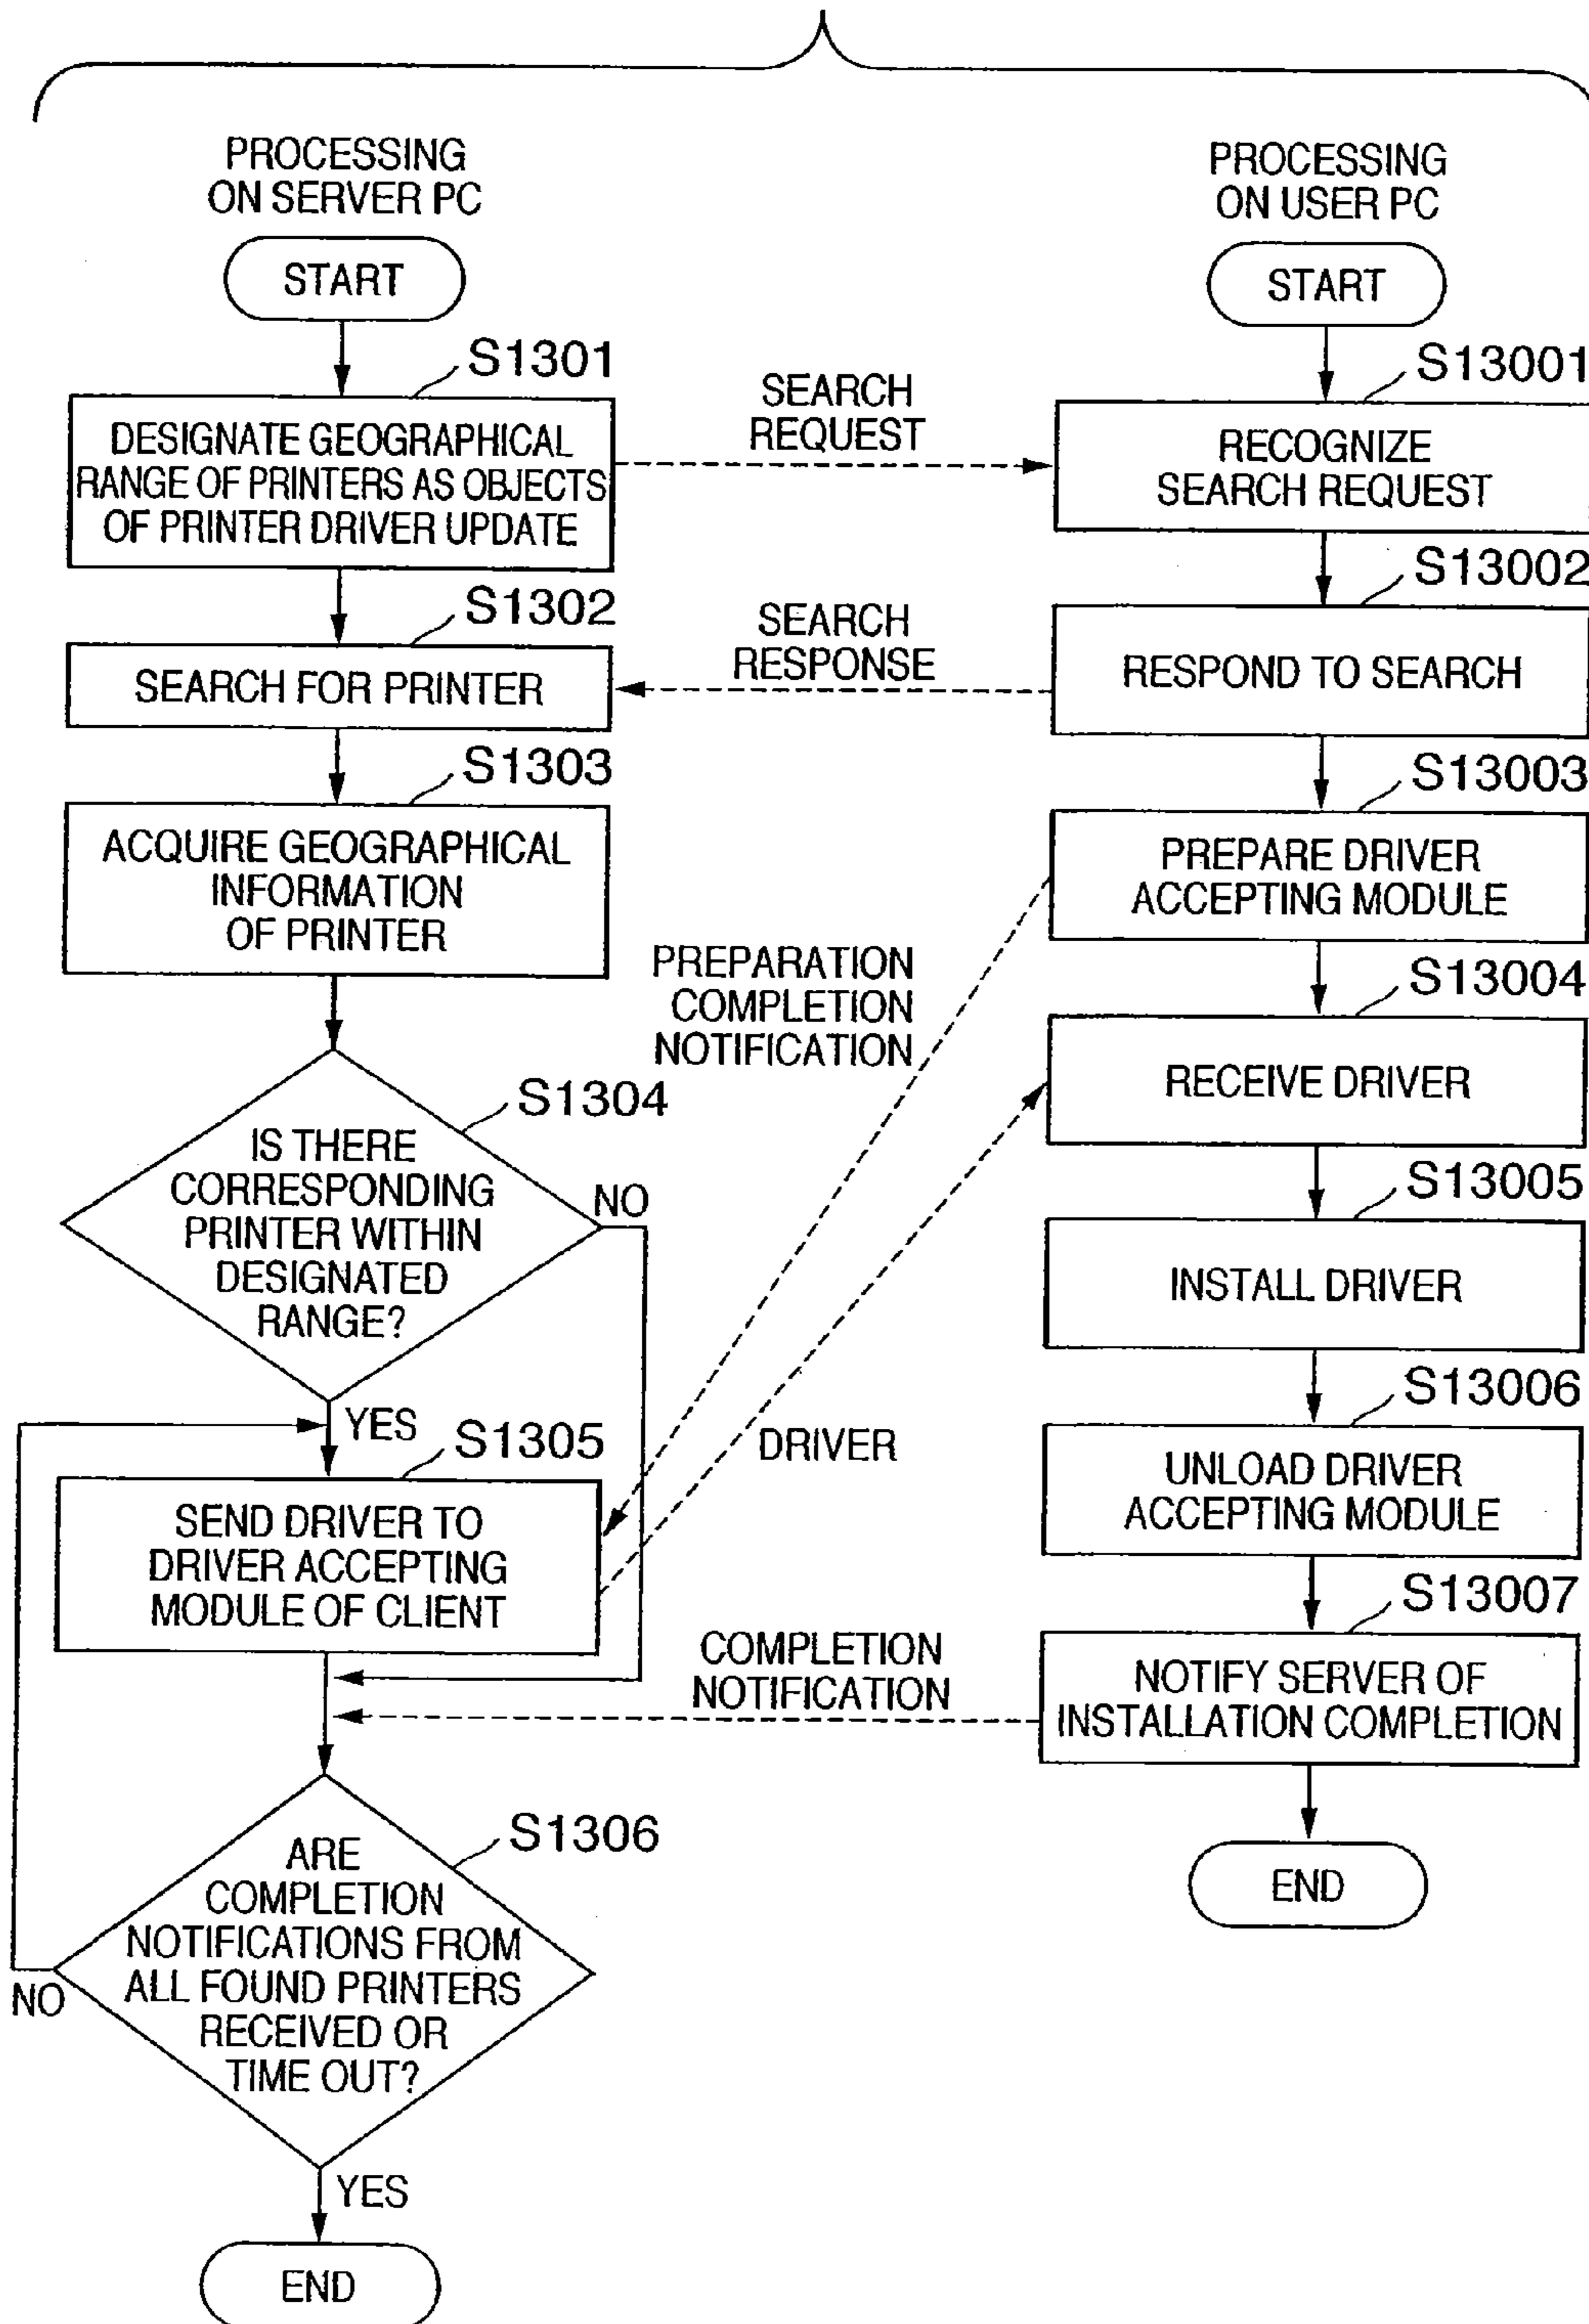 PROCESSING
ON SERVER PC
START
S1301
DESIGNATE GEOGRAPHICAL
RANGE OF PRINTERS AS OBJECTS
OF PRINTER DRIVER UPDATE
S1302
SEARCH FOR PRINTER
S1303
ACQUIRE GEOGRAPHICAL
INFORMATION
OF PRINTER
S1304
IS THERE
CORRESPONDING
PRINTER WITHIN
DESIGNATED
RANGE?
NO
YES
S1305
SEND DRIVER TO
DRIVER ACCEPTING
MODULE OF CLIENT
S1306
ARE
COMPLETION
NOTIFICATIONS FROM
ALL FOUND PRINTERS
RECEIVED OR
TIME OUT?
NO
YES
END
SEARCH
REQUEST
SEARCH
RESPONSE
PREPARATION
COMPLETION
NOTIFICATION
DRIVER
COMPLETION
NOTIFICATION
PROCESSING
ON USER PC
START
S13001
RECOGNIZE
SEARCH REQUEST
S13002
RESPOND TO SEARCH
S13003
PREPARE DRIVER
ACCEPTING MODULE
S13004
RECEIVE DRIVER
S13005
INSTALL DRIVER
S13006
UNLOAD DRIVER
ACCEPTING MODULE
S13007
NOTIFY SERVER OF
INSTALLATION COMPLETION
END